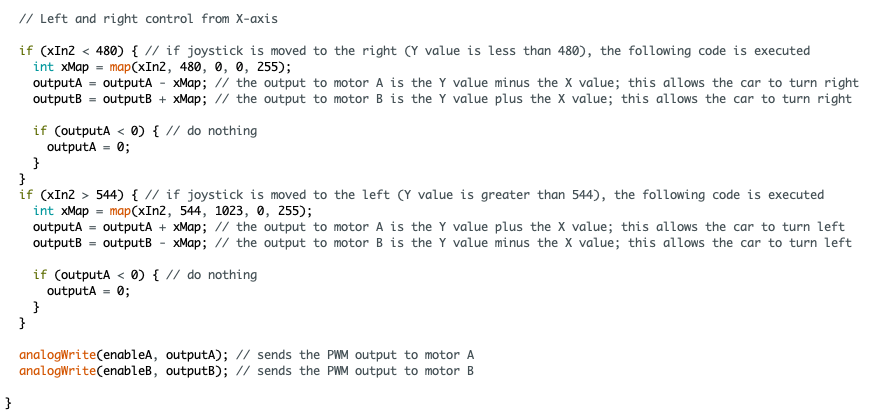 // Left and right control from X-axis
if (xIn2 < 480) { // if joystick is moved to the right (Y value is less than 480), the following code is executed
int xMap = map(xIn2, 480, 0, 0, 255);
outputA = outputA - xMap; // the output to motor A is the Y value minus the X value; this allows the car to turn right
outputB = outputB + xMap; // the output to motor B is the Y value plus the X value; this allows the car to turn right
if (outputA < 0) { // do nothing
outputA = 0;
}
}
if (xIn2 > 544) { // if joystick is moved to the left (Y value is greater than 544), the following code is executed
int xMap = map(xIn2, 544, 1023, 0, 255);
outputA = outputA + xMap; // the output to motor A is the Y value plus the X value; this allows the car to turn left
outputB = outputB - xMap; // the output to motor B is the Y value minus the X value; this allows the car to turn left
if (outputA < 0) { // do nothing
outputA = 0;
}
}
analogWrite(enableA, outputA); // sends the PWM output to motor A
analogWrite(enableB, outputB); // sends the PWM output to motor B
}